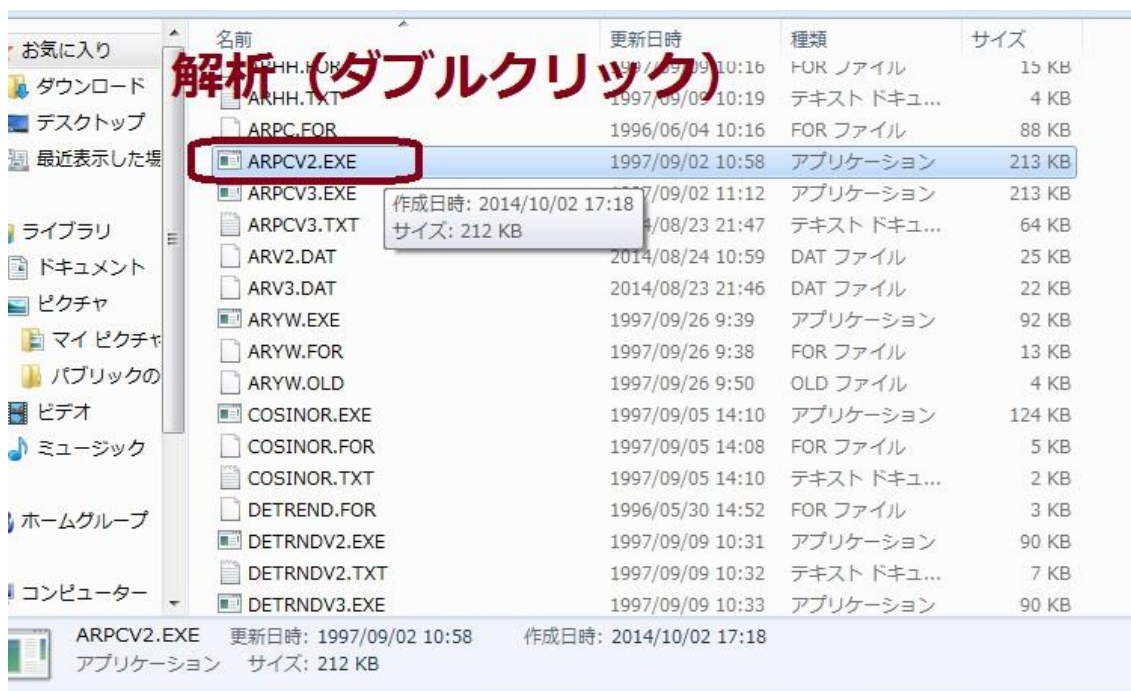 お気に入り
ダウンロード
デスクトップ
最近表示した場
ライブラリ
ドキュメント
ピクチャ
マイ ピクチャ
パブリックの
ビデオ
ミュージック
ホームグループ
コンピューター
名前 更新日時 種類 サイズ
解析（ダブルクリック）
ARHH.FOR 1997/09/09 10:16 FOR ファイル 15 KB
ARHH.TXT 1997/09/09 10:19 テキスト ドキュ... 4 KB
ARPC.FOR 1996/06/04 10:16 FOR ファイル 88 KB
ARPCV2.EXE 1997/09/02 10:58 アプリケーション 213 KB
ARPCV3.EXE 7/09/02 11:12 アプリケーション 213 KB
作成日時: 2014/10/02 17:18
サイズ: 212 KB
ARPCV3.TXT 4/08/23 21:47 テキスト ドキュ... 64 KB
ARV2.DAT 2014/08/24 10:59 DAT ファイル 25 KB
ARV3.DAT 2014/08/23 21:46 DAT ファイル 22 KB
ARYW.EXE 1997/09/26 9:39 アプリケーション 92 KB
ARYW.FOR 1997/09/26 9:38 FOR ファイル 13 KB
ARYW.OLD 1997/09/26 9:50 OLD ファイル 4 KB
COSINOR.EXE 1997/09/05 14:10 アプリケーション 124 KB
COSINOR.FOR 1997/09/05 14:08 FOR ファイル 5 KB
COSINOR.TXT 1997/09/05 14:10 テキスト ドキュ... 2 KB
DETREND.FOR 1996/05/30 14:52 FOR ファイル 3 KB
DETRNDV2.EXE 1997/09/09 10:31 アプリケーション 90 KB
DETRNDV2.TXT 1997/09/09 10:32 テキスト ドキュ... 7 KB
DETRNDV3.EXE 1997/09/09 10:33 アプリケーション 90 KB
ARPCV2.EXE 更新日時: 1997/09/02 10:58 作成日時: 2014/10/02 17:18
アプリケーション サイズ: 212 KB